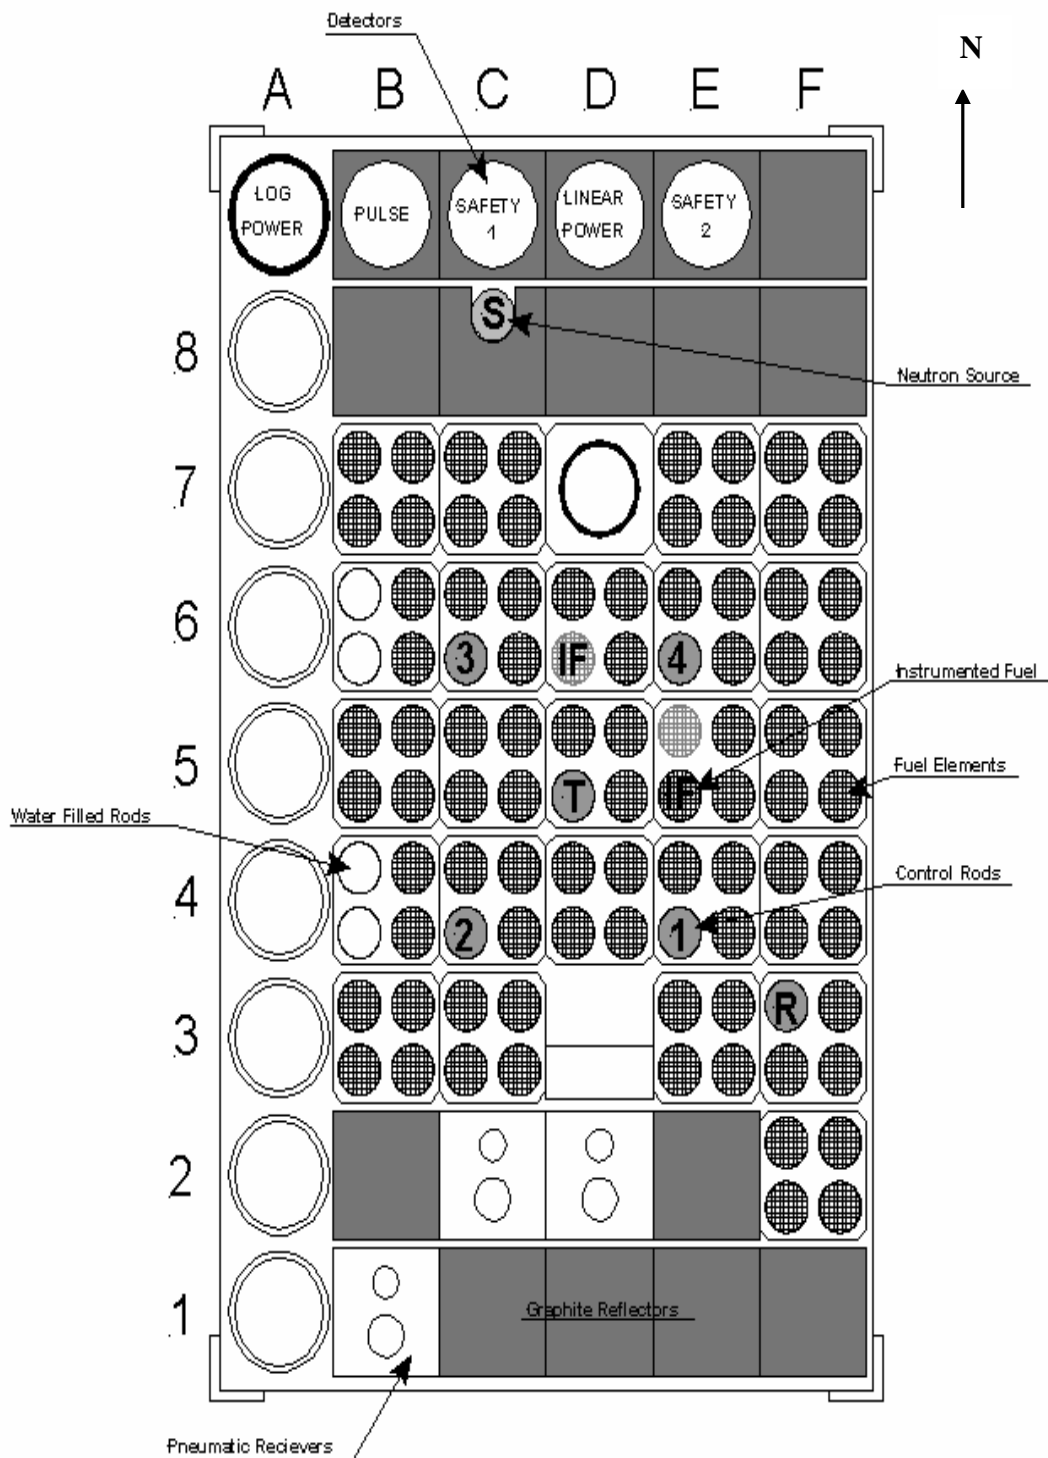 Detectors
N
A B C D E F
LOG
POWER
PULSE
SAFETY
1
LINEAR
POWER
SAFETY
2
S
8
Neutron Source
7
6
3
IF
4
Instrumented Fuel
5
T
IF
Fuel Elements
Water Filled Rods
4
2
1
Control Rods
3
R
2
1
Graphite Reflectors
Pneumatic Recievers